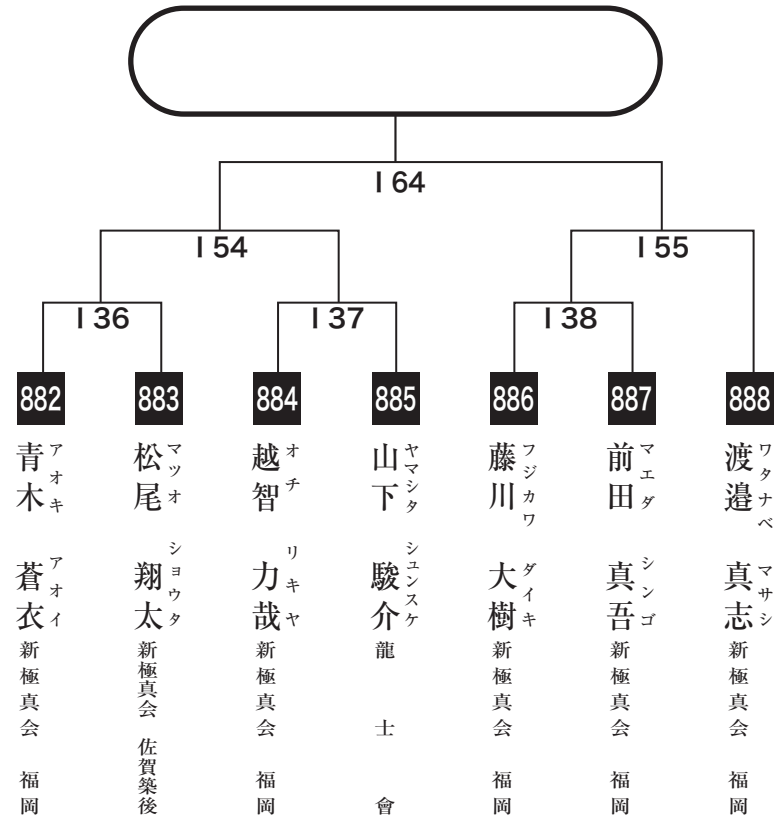 I 64
I 54
I 55
I 36
I 37
I 38
882
883
884
885
886
887
888
青木 蒼衣
アオキ アオイ
新極真会 福岡
松尾 翔太
マツオ ショウタ
新極真会 佐賀築後
越智 力哉
オチ リキヤ
新極真会 福岡
山下 駿介
ヤマシタ シュンスケ
龍士會
藤川 大樹
フジカワ ダイキ
新極真会 福岡
前田 真吾
マエダ シンゴ
新極真会 福岡
渡邉 真志
ワタナベ マサシ
新極真会 福岡